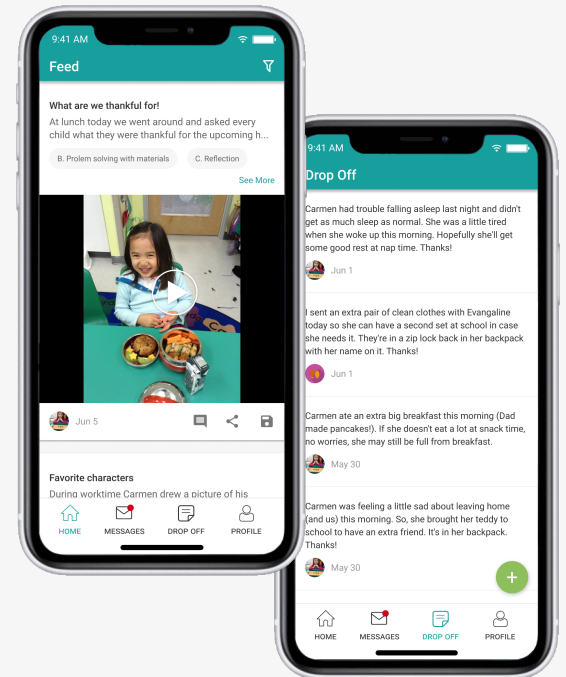 9:41 AM
Feed
What are we thankful for!
At lunch today we went around and asked every
child what they were thankful for the upcoming h...
B. Prolem solving with materials
C. Reflection
See More
Jun 5
Favorite characters
During worktime Carmen drew a picture of his
HOME
MESSAGES
DROP OFF
PROFILE
9:41 AM
Drop Off
Carmen had trouble falling asleep last night and didn't
get as much sleep as normal. She was a little tired
when she woke up this morning. Hopefully she'll get
some good rest at nap time. Thanks!
Jun 1
I sent an extra pair of clean clothes with Evangaline
today so she can have a second set at school in case
she needs it. They're in a zip lock back in her backpack
with her name on it. Thanks!
Jun 1
Carmen ate an extra big breakfast this morning (Dad
made pancakes!). If she doesn't eat a lot at snack time,
no worries, she may still be full from breakfast.
May 30
Carmen was feeling a little sad about leaving home
(and us) this morning. So, she brought her teddy to
school to have an extra friend. It's in her backpack.
Thanks!
May 30
HOME
MESSAGES
DROP OFF
PROFILE